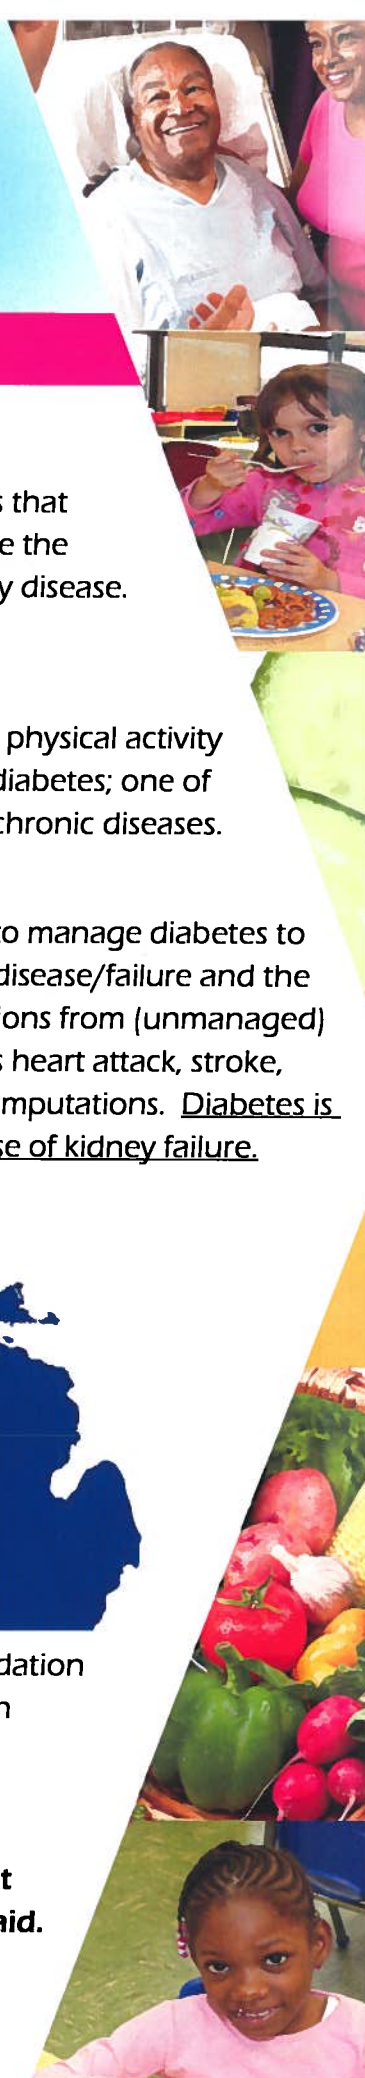 s that
e the
y disease.
physical activity
diabetes; one of
chronic diseases.
to manage diabetes to
disease/failure and the
ions from (unmanaged)
s heart attack, stroke,
mputations. Diabetes is
se of kidney failure.
dation
n
t
aid.